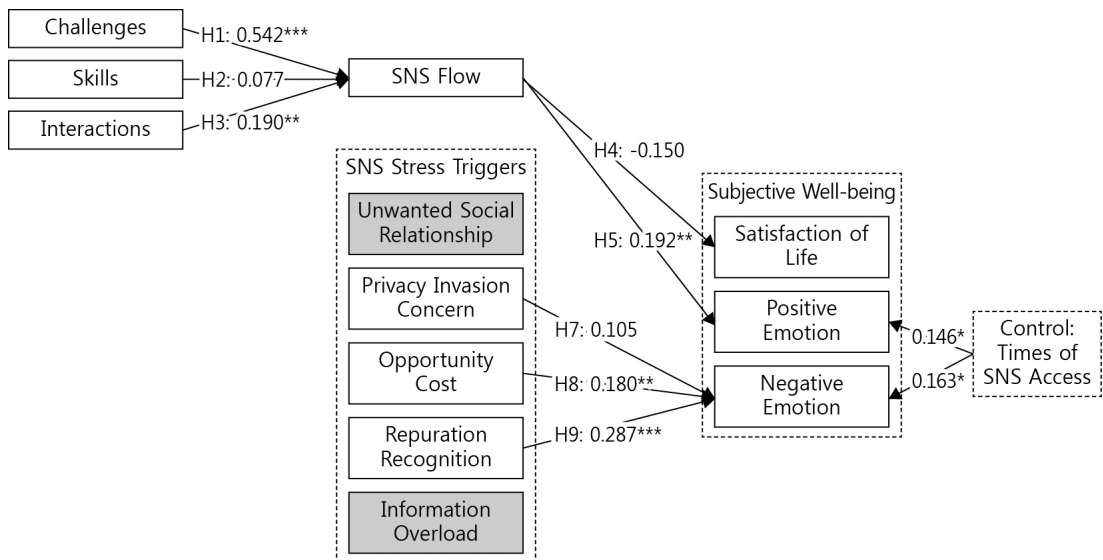 Challenges
H1: 0.542***
Skills
H2: 0.077
SNS Flow
Interactions
H3: 0.190**
H4: -0.150
SNS Stress Triggers
Unwanted Social
Relationship
Subjective Well-being
H5: 0.192**
Satisfaction of
Life
Privacy Invasion
Concern
H7: 0.105
Positive
Emotion
0.146*
Control:
Times of
SNS Access
Opportunity
Cost
H8: 0.180**
Negative
Emotion
0.163*
Repuration
Recognition
H9: 0.287***
Information
Overload